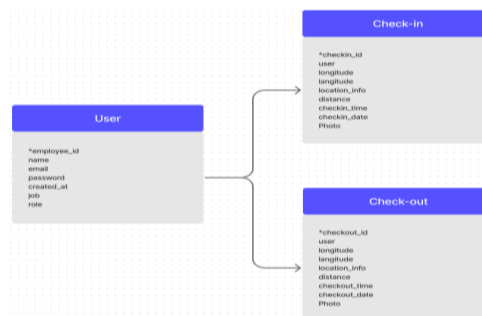 Check-in
*checkin_id
user
longitude
langitude
location_info
distance
checkin_time
checkin_date
Photo
User
*employee_id
name
email
password
created_at
job
role
Check-out
*checkout_id
user
longitude
langitude
location_info
distance
checkout_time
checkout_date
Photo